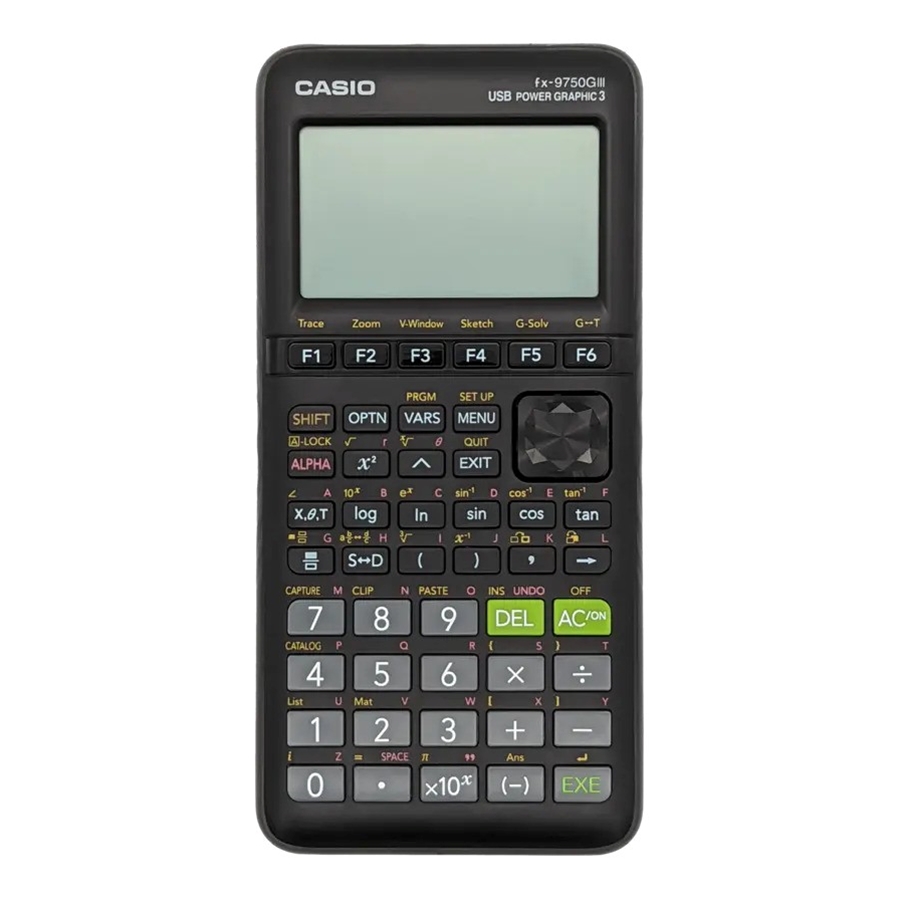 CASIO fx-9750GIII
USB POWER GRAPHIC 3
Trace Zoom V-Window Sketch G-Solv G↔T
F1 F2 F3 F4 F5 F6
PRGM SET UP
SHIFT OPTN VARS MENU
A-LOCK √ r ˣ√ θ QUIT
ALPHA x² ^ EXIT
∠ A 10ˣ B eˣ C sin⁻¹ D cos⁻¹ E tan⁻¹ F
X,θ,T log ln sin cos tan
G H ³√ I x⁻¹ J K L
S↔D ( ) , →
CAPTURE M CLIP N PASTE O INS UNDO OFF
7 8 9 DEL AC/ON
CATALOG P Q R { S } T
4 5 6 × ÷
List U Mat V W [ X ] Y
1 2 3 + −
i Z = SPACE π " Ans ↵
0 . ×10ˣ (−) EXE